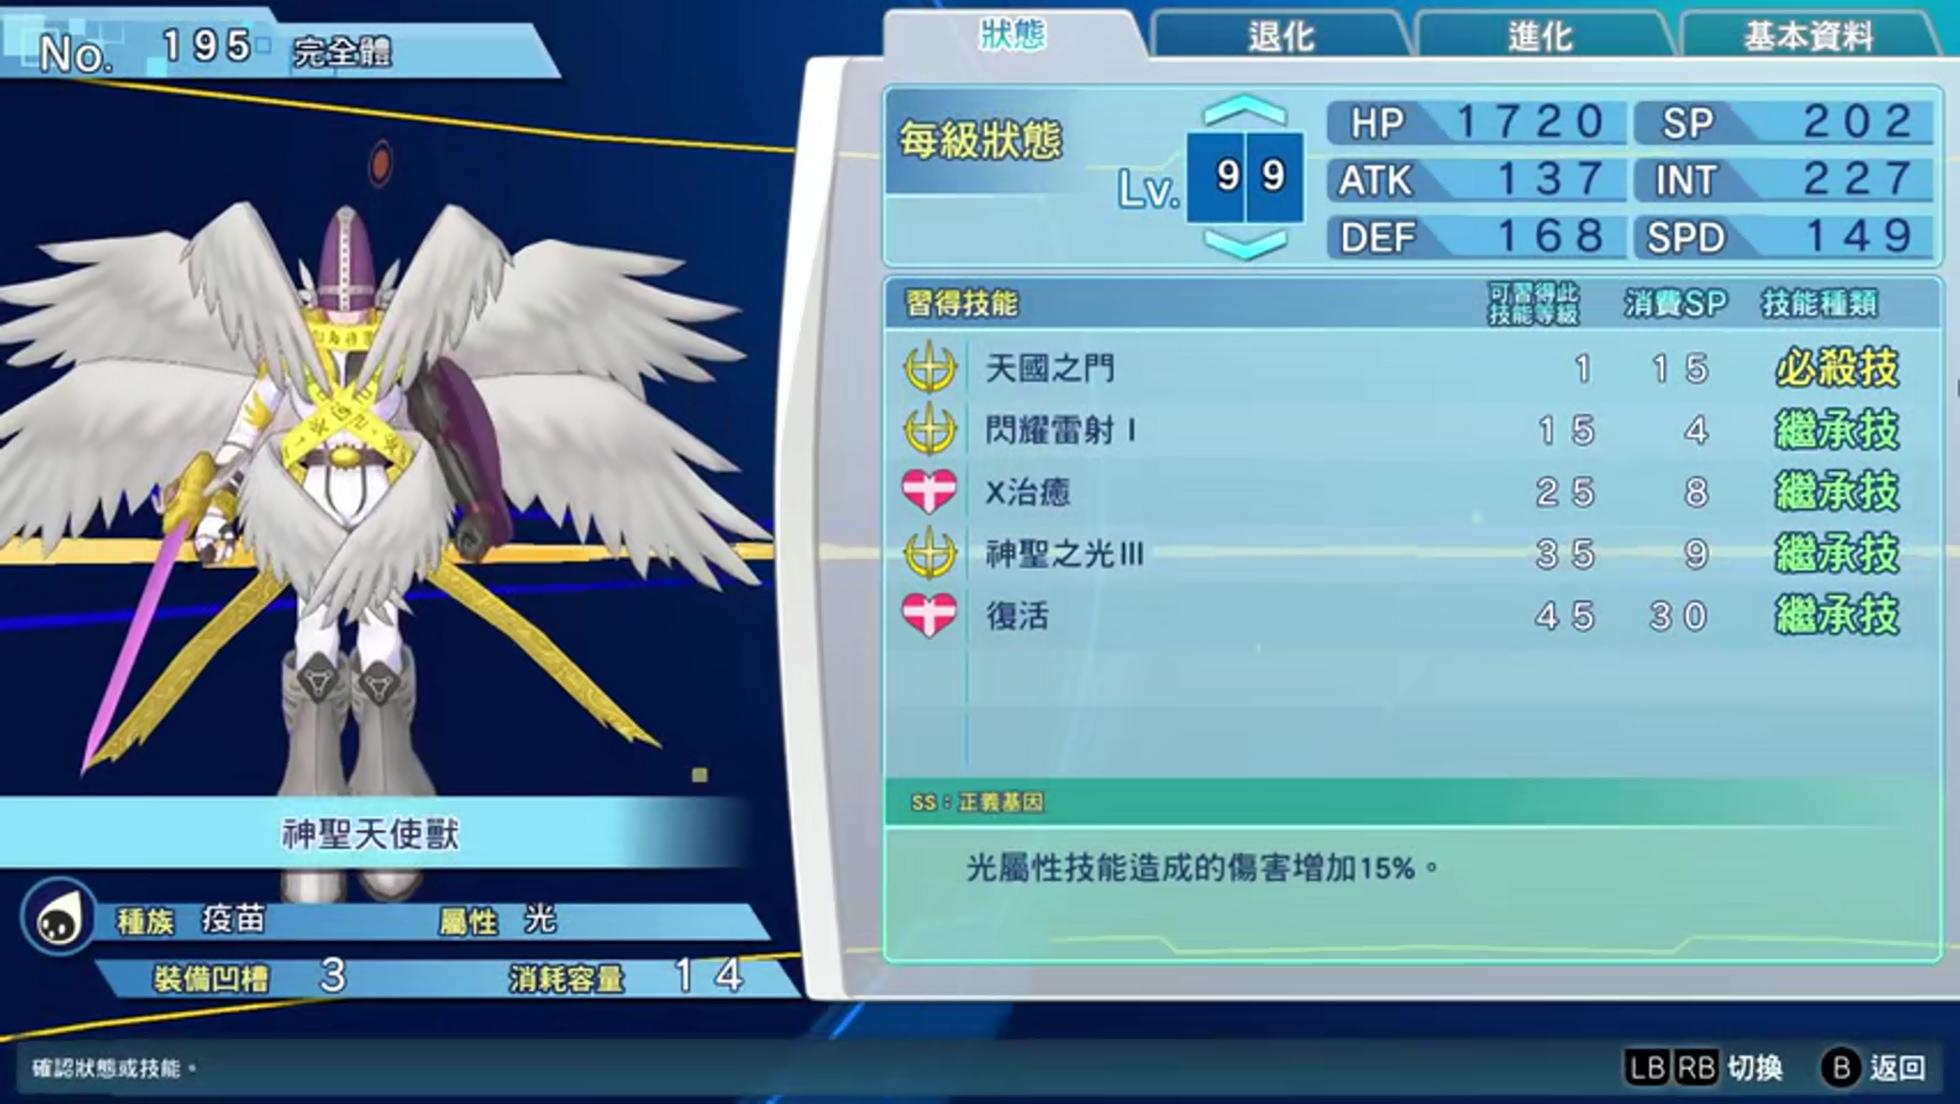 No. 195 完全體
狀態 退化 進化 基本資料
每級狀態
Lv. 99
HP 1720 SP 202
ATK 137 INT 227
DEF 168 SPD 149
習得技能 可習得此技能等級 消費SP 技能種類
天國之門 1 15 必殺技
閃耀雷射 I 15 4 繼承技
X治癒 25 8 繼承技
神聖之光III 35 9 繼承技
復活 45 30 繼承技
SS：正義基因
光屬性技能造成的傷害增加15%。
神聖天使獸
種族 疫苗 屬性 光
裝備凹槽 3 消耗容量 14
確認狀態或技能。
LB RB 切換 B 返回